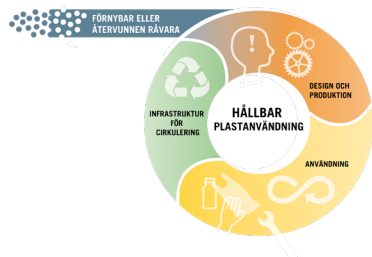 FÖRNYBAR ELLER
ÅTERVUNNEN RÅVARA
DESIGN OCH
PRODUKTION
INFRASTRUKTUR
FÖR
CIRKULERING
HÅLLBAR
PLASTANVÄNDNING
ANVÄNDNING